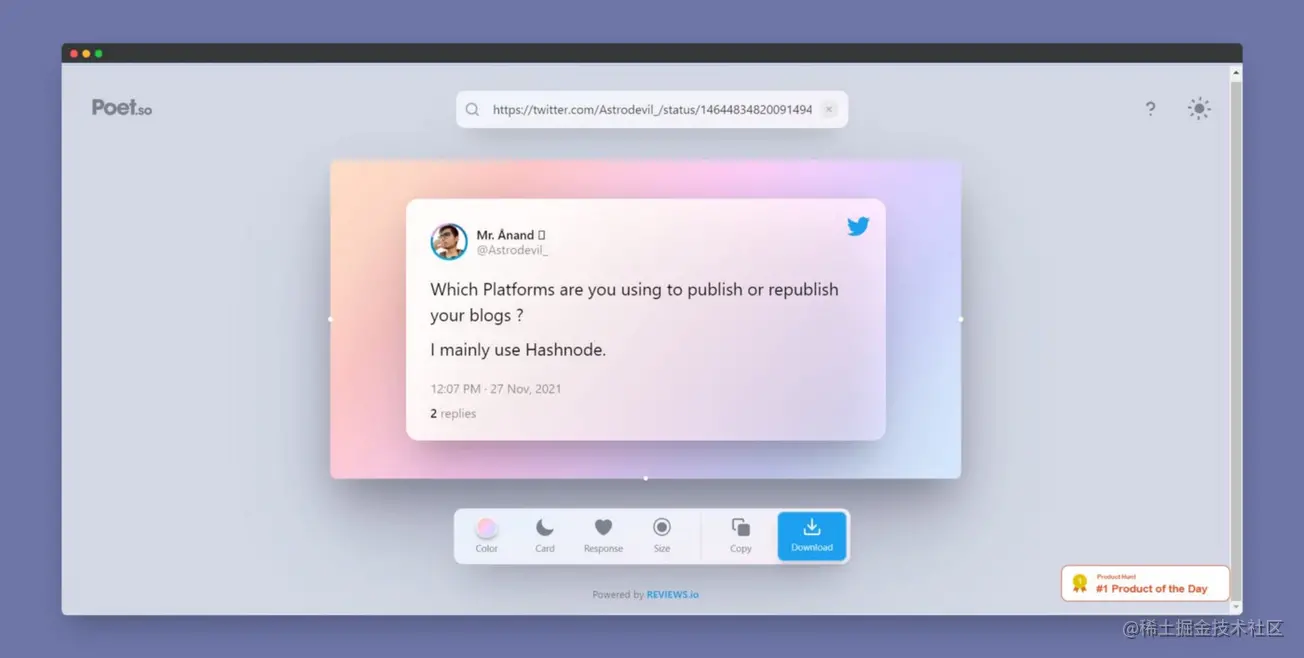 Poet.so
https://twitter.com/Astrodevil_/status/14644834820091494
?
Mr. Ånand
@Astrodevil_
Which Platforms are you using to publish or republish
your blogs ?
I mainly use Hashnode.
12:07 PM · 27 Nov, 2021
2 replies
Color
Card
Response
Size
Copy
Download
Powered by REVIEWS.io
1
Product Hunt
#1 Product of the Day
@稀土掘金技术社区